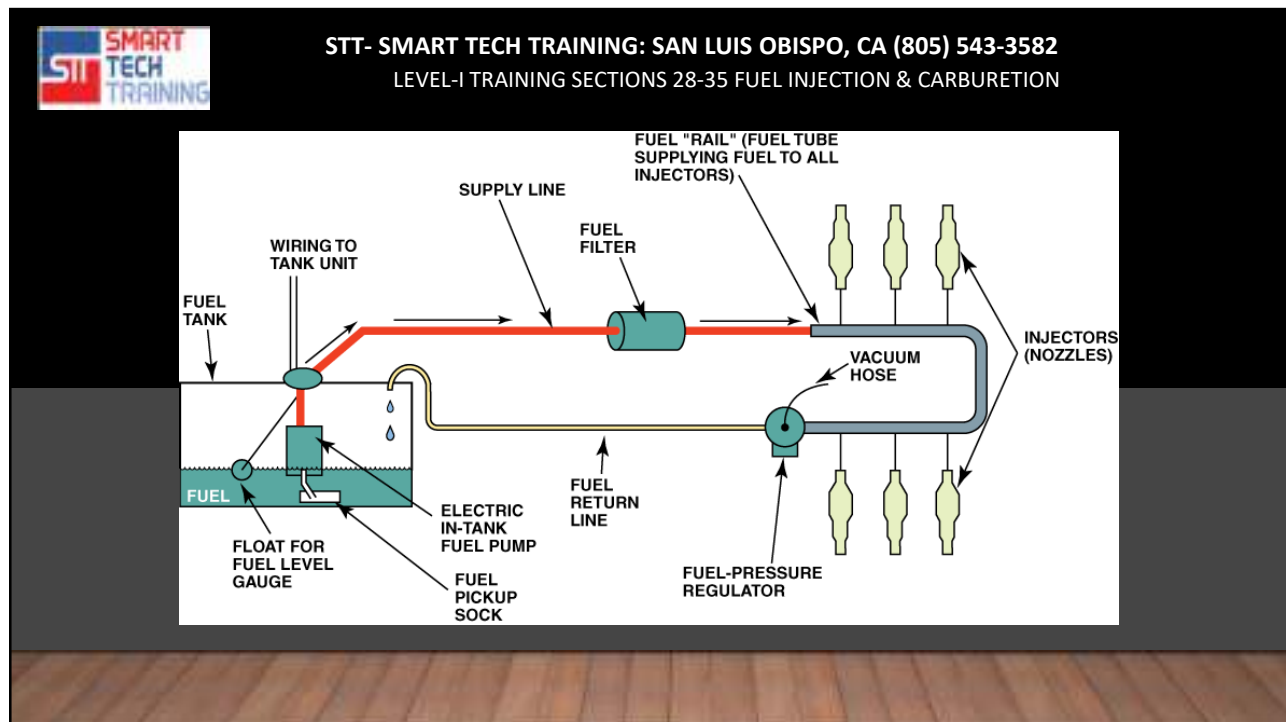 SMART
TECH
TRAINING
STT
STT- SMART TECH TRAINING: SAN LUIS OBISPO, CA (805) 543-3582
LEVEL-I TRAINING SECTIONS 28-35 FUEL INJECTION & CARBURETION
FUEL "RAIL" (FUEL TUBE
SUPPLYING FUEL TO ALL
INJECTORS)
SUPPLY LINE
FUEL
FILTER
WIRING TO
TANK UNIT
FUEL
TANK
INJECTORS
(NOZZLES)
VACUUM
HOSE
FUEL
FUEL
RETURN
LINE
ELECTRIC
IN-TANK
FUEL PUMP
FLOAT FOR
FUEL LEVEL
GAUGE
FUEL
PICKUP
SOCK
FUEL-PRESSURE
REGULATOR